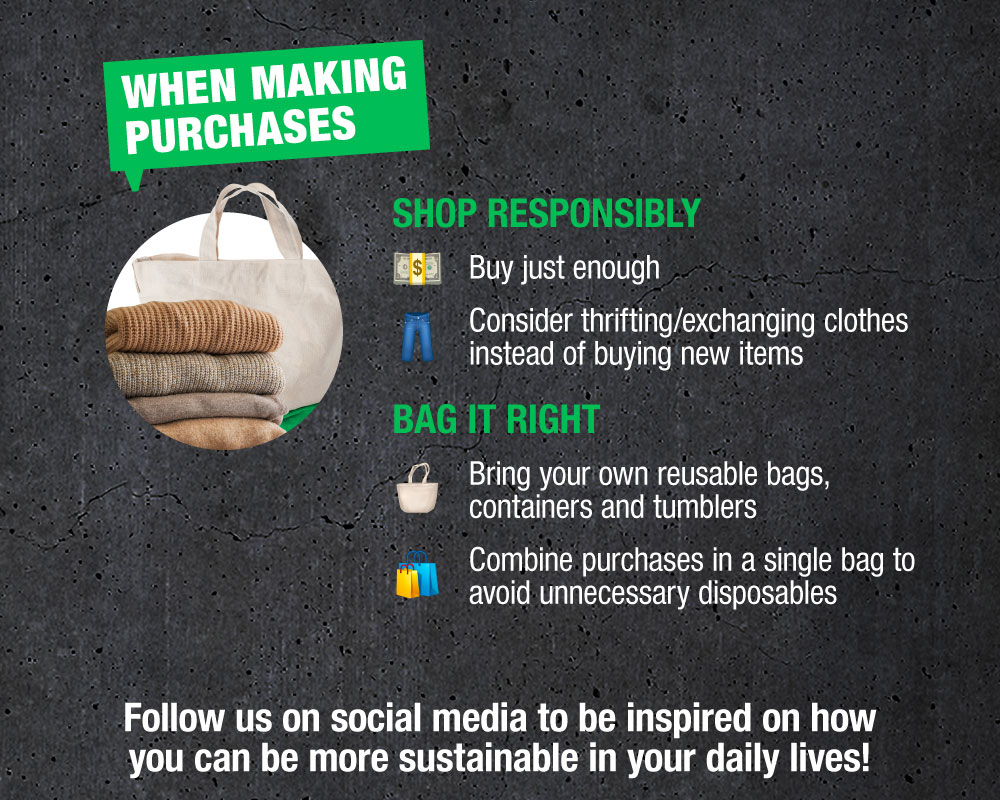 WHEN MAKING
PURCHASES
SHOP RESPONSIBLY
Buy just enough
Consider thrifting/exchanging clothes
instead of buying new items
BAG IT RIGHT
Bring your own reusable bags,
containers and tumblers
Combine purchases in a single bag to
avoid unnecessary disposables
Follow us on social media to be inspired on how
you can be more sustainable in your daily lives!